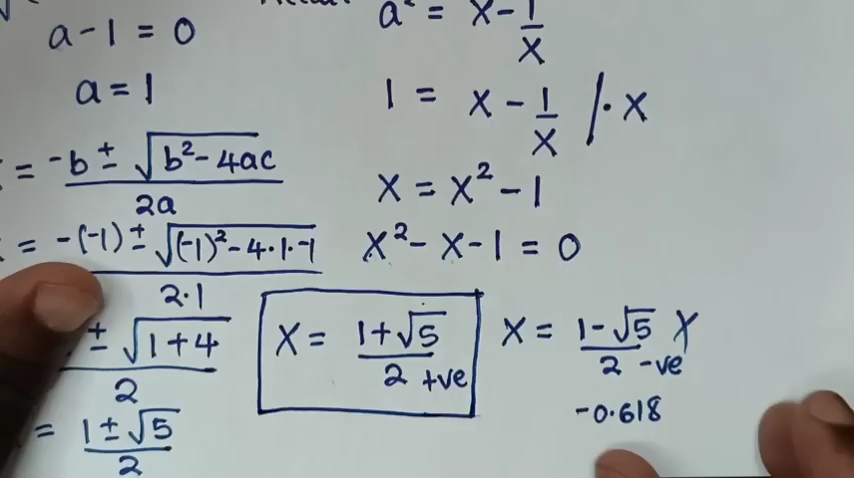 a - 1 = 0
a = 1
= -b ± √(b² - 4ac) / 2a
= -(-1) ± √((-1)² - 4·1·-1) / 2·1
± √(1+4) / 2
= 1 ± √5 / 2
a² = x - 1/x
1 = x - 1/x /· x
x = x² - 1
x² - x - 1 = 0
x = 1+√5 / 2 +ve
x = 1-√5 / 2 -ve X
-0.618